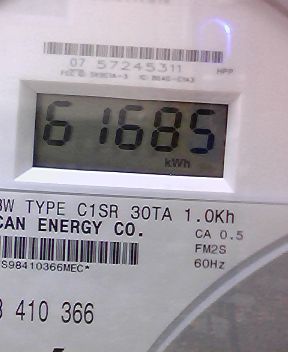 07 57245311
HPP
61685
kWh
3W TYPE C1SR 30TA 1.0Kh
CAN ENERGY CO.
CA 0.5
FM2S
60Hz
S98410366MEC*
410 366